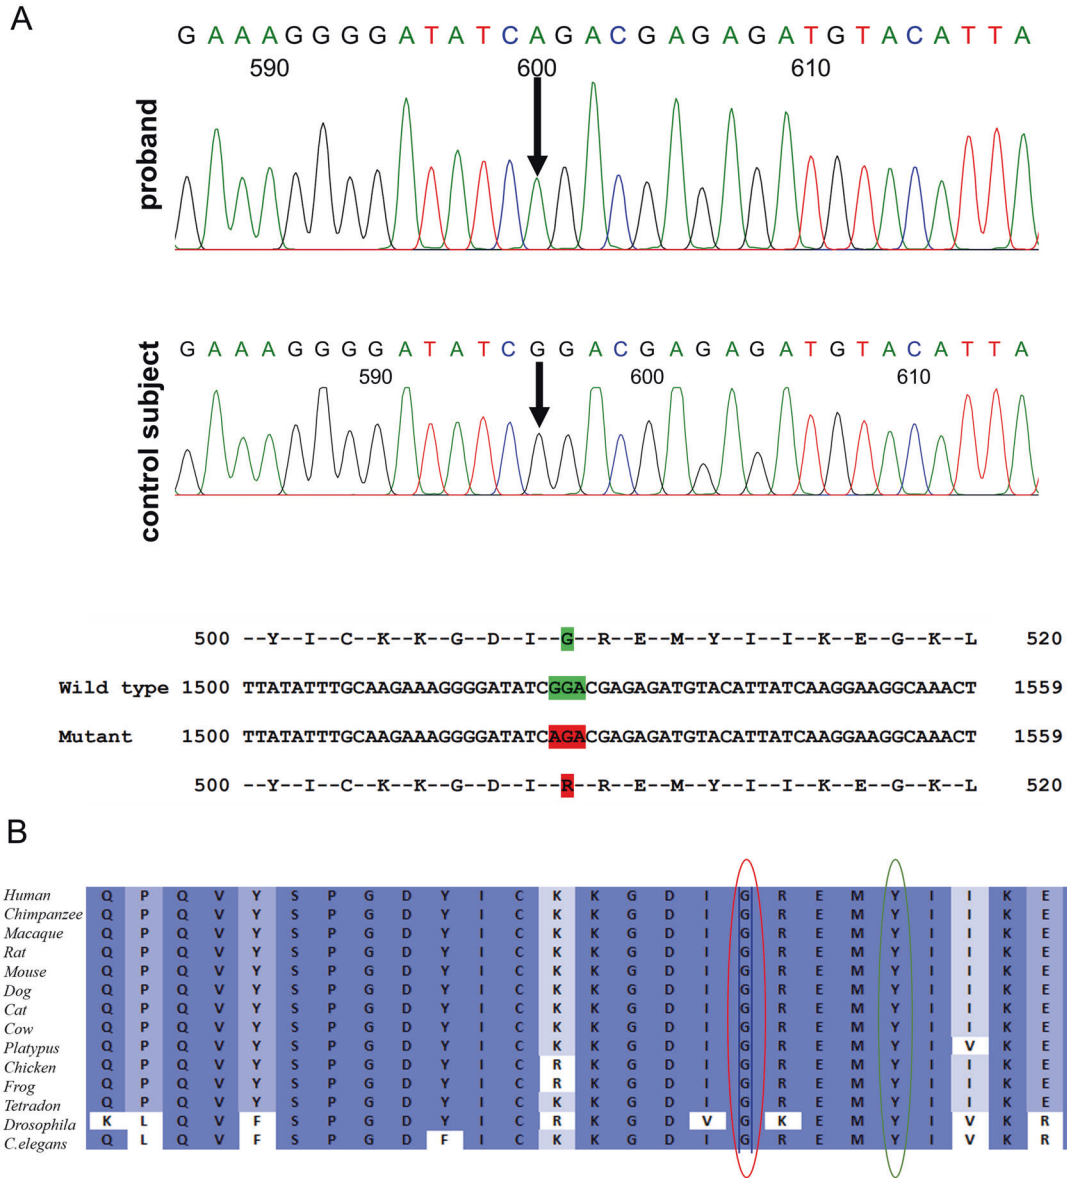 A
G A A A G G G G A T A T C A G A C G A G A G A T G T A C A T T A
590 600 610
proband
G A A A G G G G A T A T C G G A C G A G A G A T G T A C A T T A
590 600 610
control subject
500 --Y--I--C--K--K--G--D--I--G--R--E--M--Y--I--I--K--E--G--K--L 520
Wild type 1500 TTATATTTGCAAGAAAGGGGATATCGGACGAGAGATGTACATTATCAAGGAAGGCAAACT 1559
Mutant 1500 TTATATTTGCAAGAAAGGGGATATCAGACGAGAGATGTACATTATCAAGGAAGGCAAACT 1559
500 --Y--I--C--K--K--G--D--I--R--R--E--M--Y--I--I--K--E--G--K--L 520
B
Human Q P Q V Y S P G D Y I C K K G D I G R E M Y I I K E
Chimpanzee Q P Q V Y S P G D Y I C K K G D I G R E M Y I I K E
Macaque Q P Q V Y S P G D Y I C K K G D I G R E M Y I I K E
Rat Q P Q V Y S P G D Y I C K K G D I G R E M Y I I K E
Mouse Q P Q V Y S P G D Y I C K K G D I G R E M Y I I K E
Dog Q P Q V Y S P G D Y I C K K G D I G R E M Y I I K E
Cat Q P Q V Y S P G D Y I C K K G D I G R E M Y I I K E
Cow Q P Q V Y S P G D Y I C K K G D I G R E M Y I I K E
Platypus Q P Q V Y S P G D Y I C K K G D I G R E M Y I V K E
Chicken Q P Q V Y S P G D Y I C R K G D I G R E M Y I I K E
Frog Q P Q V Y S P G D Y I C R K G D I G R E M Y I I K E
Tetradon Q P Q V Y S P G D Y I C K K G D I G R E M Y I I K E
Drosophila K L Q V F S P G D Y I C R K G D V G K E M Y I V K R
C.elegans Q L Q V F S P G D F I C K K G D I G R E M Y I V K R